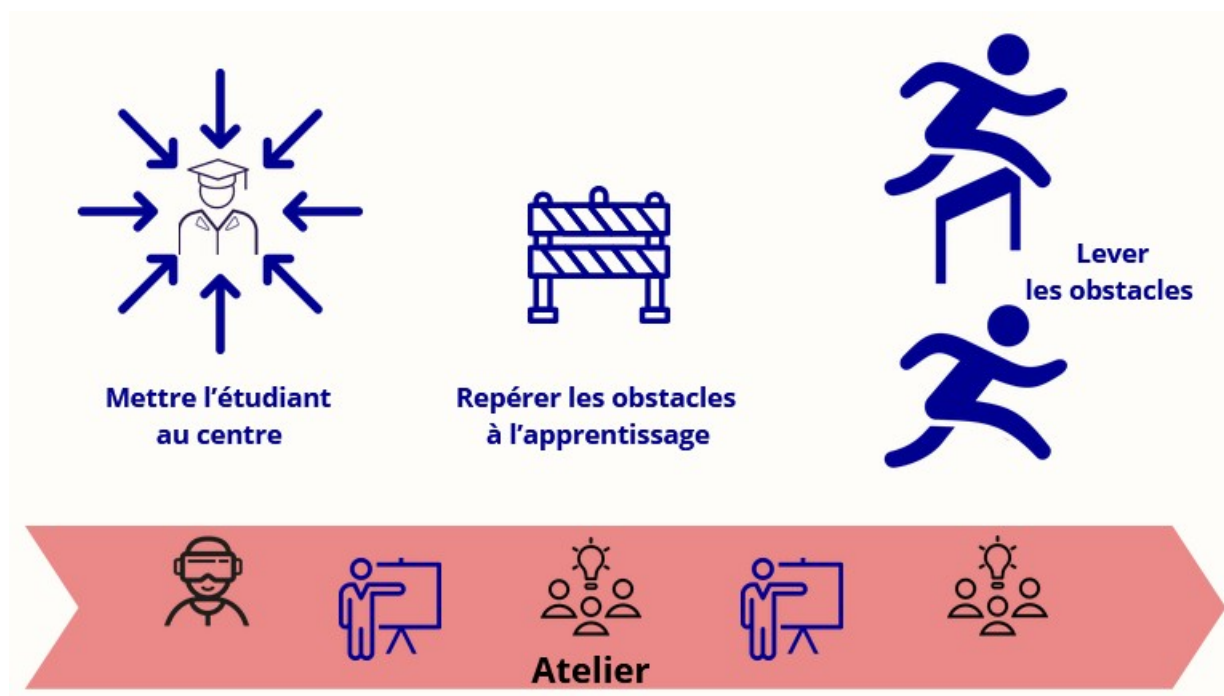 Mettre l’étudiant
au centre
Repérer les obstacles
à l’apprentissage
Lever
les obstacles
Atelier